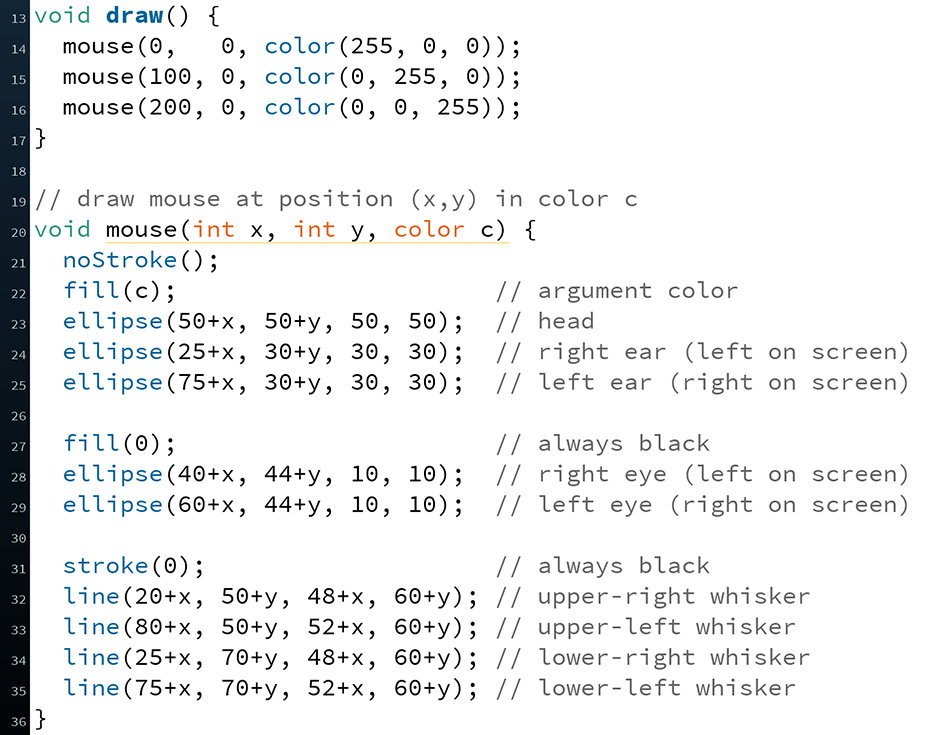 13 void draw() {
14   mouse(0,   0, color(255, 0, 0));
15   mouse(100, 0, color(0, 255, 0));
16   mouse(200, 0, color(0, 0, 255));
17 }
18
19 // draw mouse at position (x,y) in color c
20 void mouse(int x, int y, color c) {
21   noStroke();
22   fill(c);                      // argument color
23   ellipse(50+x, 50+y, 50, 50);  // head
24   ellipse(25+x, 30+y, 30, 30);  // right ear (left on screen)
25   ellipse(75+x, 30+y, 30, 30);  // left ear (right on screen)
26
27   fill(0);                      // always black
28   ellipse(40+x, 44+y, 10, 10);  // right eye (left on screen)
29   ellipse(60+x, 44+y, 10, 10);  // left eye (right on screen)
30
31   stroke(0);                    // always black
32   line(20+x, 50+y, 48+x, 60+y); // upper-right whisker
33   line(80+x, 50+y, 52+x, 60+y); // upper-left whisker
34   line(25+x, 70+y, 48+x, 60+y); // lower-right whisker
35   line(75+x, 70+y, 52+x, 60+y); // lower-left whisker
36 }